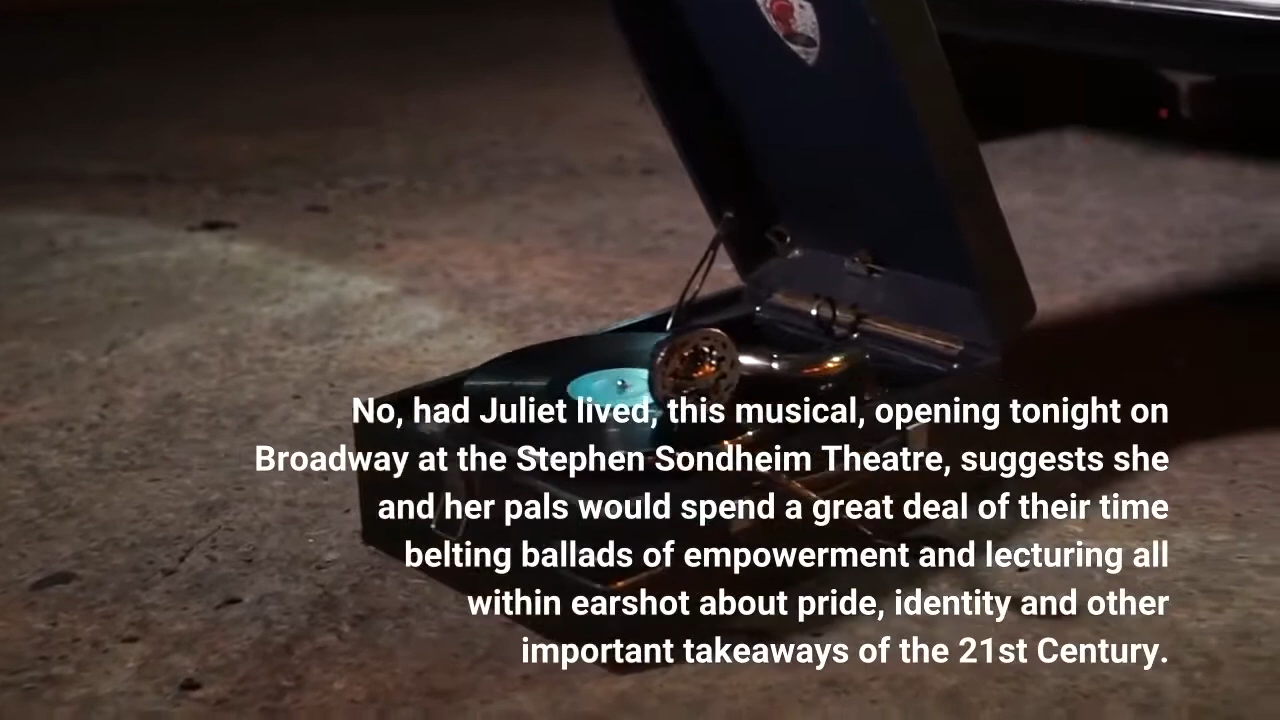 No, had Juliet lived, this musical, opening tonight on
Broadway at the Stephen Sondheim Theatre, suggests she
and her pals would spend a great deal of their time
belting ballads of empowerment and lecturing all
within earshot about pride, identity and other
important takeaways of the 21st Century.